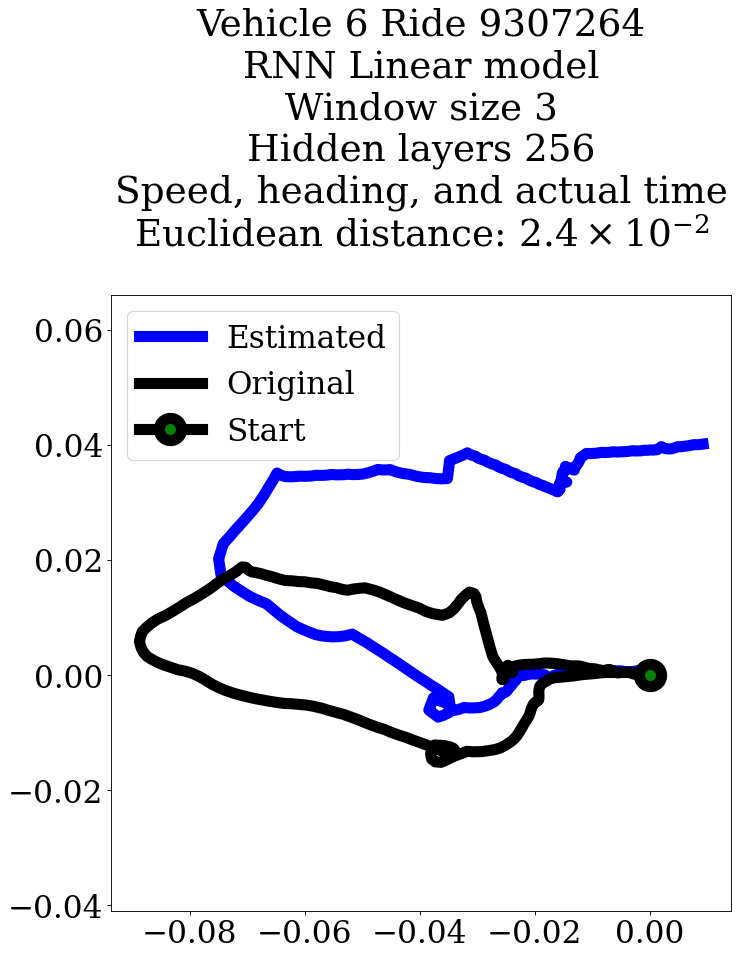 Vehicle 6 Ride 9307264
RNN Linear model
Window size 3
Hidden layers 256
Speed, heading, and actual time
Euclidean distance: 2.4 × 10⁻²
Estimated
Original
Start
0.06
0.04
0.02
0.00
−0.02
−0.04
−0.08 −0.06 −0.04 −0.02 0.00